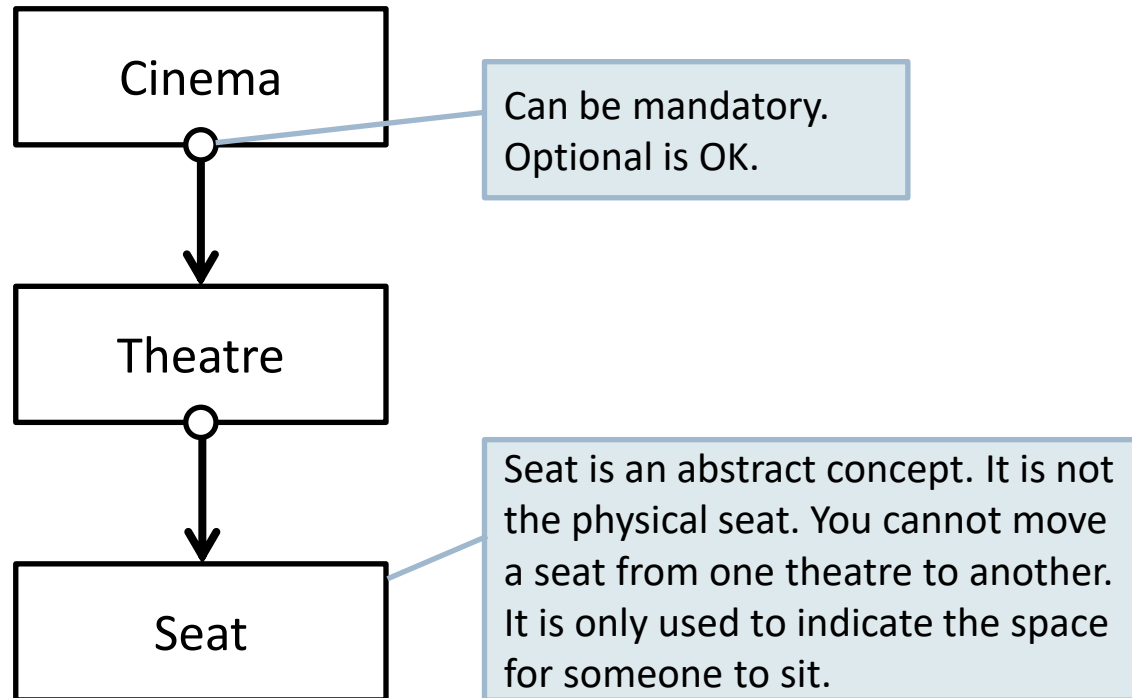 Cinema
Can be mandatory.
Optional is OK.
Theatre
Seat is an abstract concept. It is not
the physical seat. You cannot move
a seat from one theatre to another.
It is only used to indicate the space
for someone to sit.
Seat